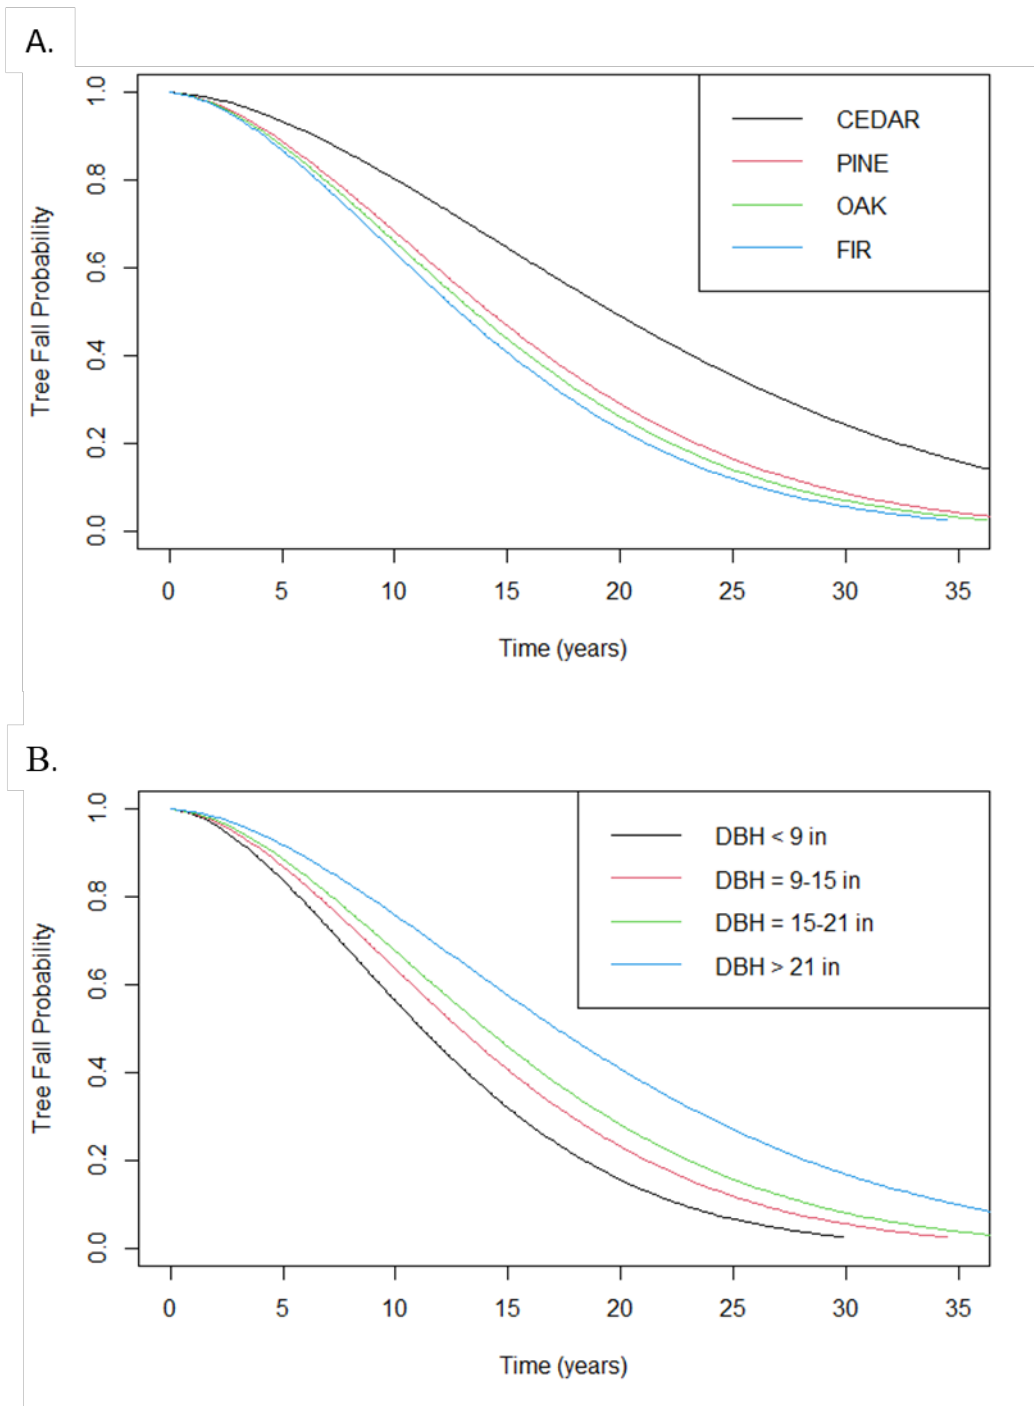 A.
CEDAR
PINE
OAK
FIR
Tree Fall Probability
1.0
0.8
0.6
0.4
0.2
0.0
0 5 10 15 20 25 30 35
Time (years)
B.
DBH < 9 in
DBH = 9-15 in
DBH = 15-21 in
DBH > 21 in
Tree Fall Probability
1.0
0.8
0.6
0.4
0.2
0.0
0 5 10 15 20 25 30 35
Time (years)